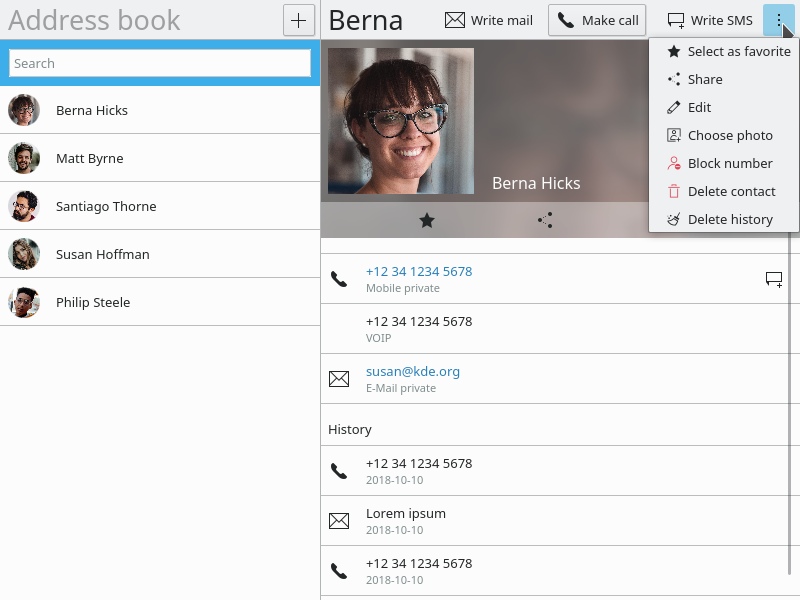 Address book
Search
Berna Hicks
Matt Byrne
Santiago Thorne
Susan Hoffman
Philip Steele
Berna
Write mail
Make call
Write SMS
Select as favorite
Share
Edit
Choose photo
Block number
Delete contact
Delete history
Berna Hicks
+12 34 1234 5678
Mobile private
+12 34 1234 5678
VOIP
susan@kde.org
E-Mail private
History
+12 34 1234 5678
2018-10-10
Lorem ipsum
2018-10-10
+12 34 1234 5678
2018-10-10